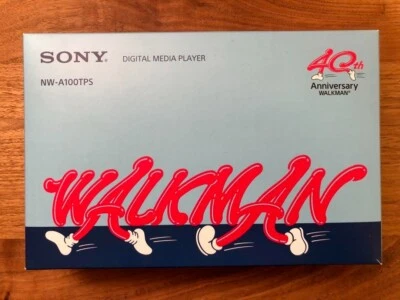 SONY DIGITAL MEDIA PLAYER
NW-A100TPS
40th
Anniversary
WALKMAN®
WALKMAN